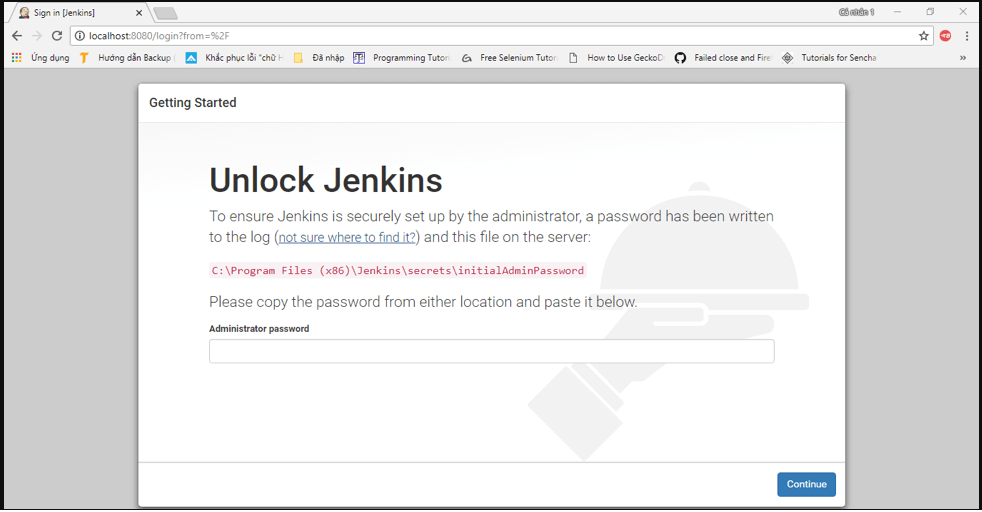 Sign in [Jenkins]
Cá nhân 1
localhost:8080/login?from=%2F
Ứng dụng
Hướng dẫn Backup
Khắc phục lỗi "chữ
Đã nhập
Programming Tutori
Free Selenium Tutor
How to Use GeckoD
Failed close and Fire
Tutorials for Sencha
»
Getting Started
Unlock Jenkins
To ensure Jenkins is securely set up by the administrator, a password has been written
to the log (not sure where to find it?) and this file on the server:
C:\Program Files (x86)\Jenkins\secrets\initialAdminPassword
Please copy the password from either location and paste it below.
Administrator password
Continue